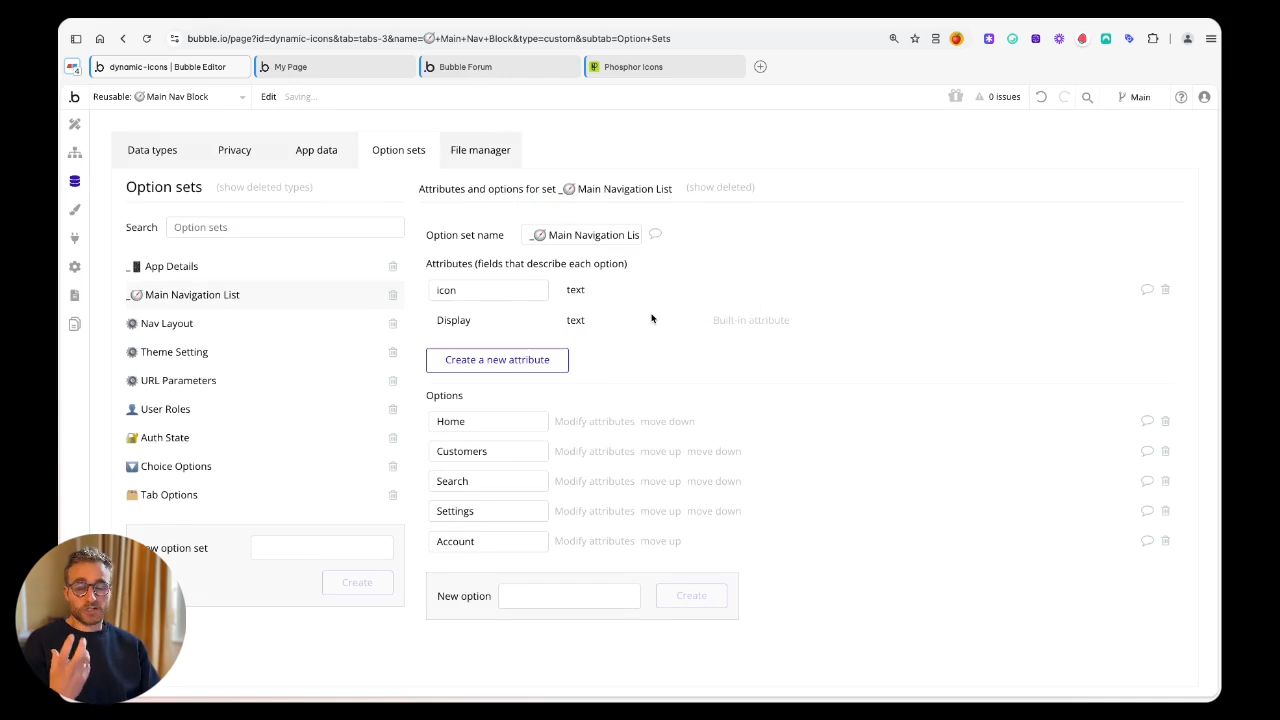 bubble.io/page?id=dynamic-icons&tab=tabs-3&name=🧭+Main+Nav+Block&type=custom&subtab=Option+Sets
4
dynamic-icons | Bubble Editor
My Page
Bubble Forum
Phosphor Icons
Reusable: 🧭 Main Nav Block
Edit
Saving...
0 issues
Main
Data types
Privacy
App data
Option sets
File manager
Option sets (show deleted types)
Search
Option sets
_📱 App Details
_🧭 Main Navigation List
⚙️ Nav Layout
⚙️ Theme Setting
⚙️ URL Parameters
👤 User Roles
🔐 Auth State
🔽 Choice Options
🗂️ Tab Options
w option set
Create
Attributes and options for set _🧭 Main Navigation List (show deleted)
Option set name _🧭 Main Navigation Lis
Attributes (fields that describe each option)
icon text
Display text Built-in attribute
Create a new attribute
Options
Home Modify attributes move down
Customers Modify attributes move up move down
Search Modify attributes move up move down
Settings Modify attributes move up move down
Account Modify attributes move up
New option Create